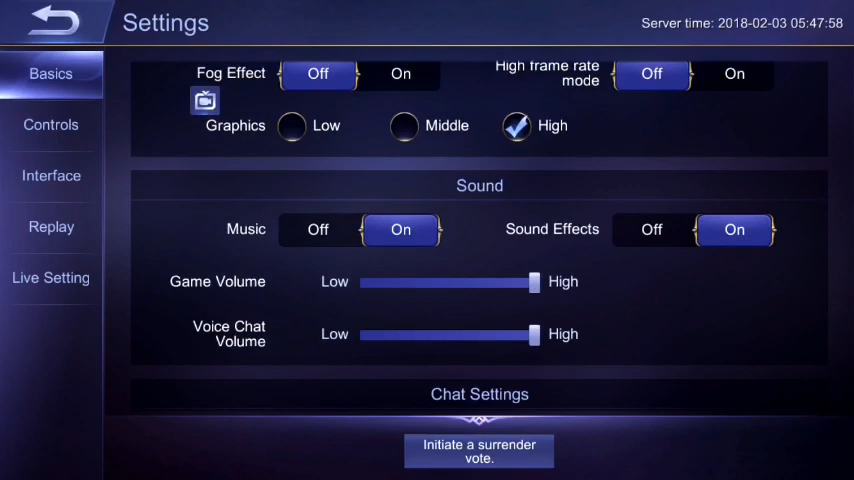 Settings
Server time: 2018-02-03 05:47:58
Basics
Controls
Interface
Replay
Live Setting
Fog Effect Off On
High frame rate
mode Off On
Graphics Low Middle High
Sound
Music Off On
Sound Effects Off On
Game Volume Low High
Voice Chat
Volume Low High
Chat Settings
Initiate a surrender
vote.